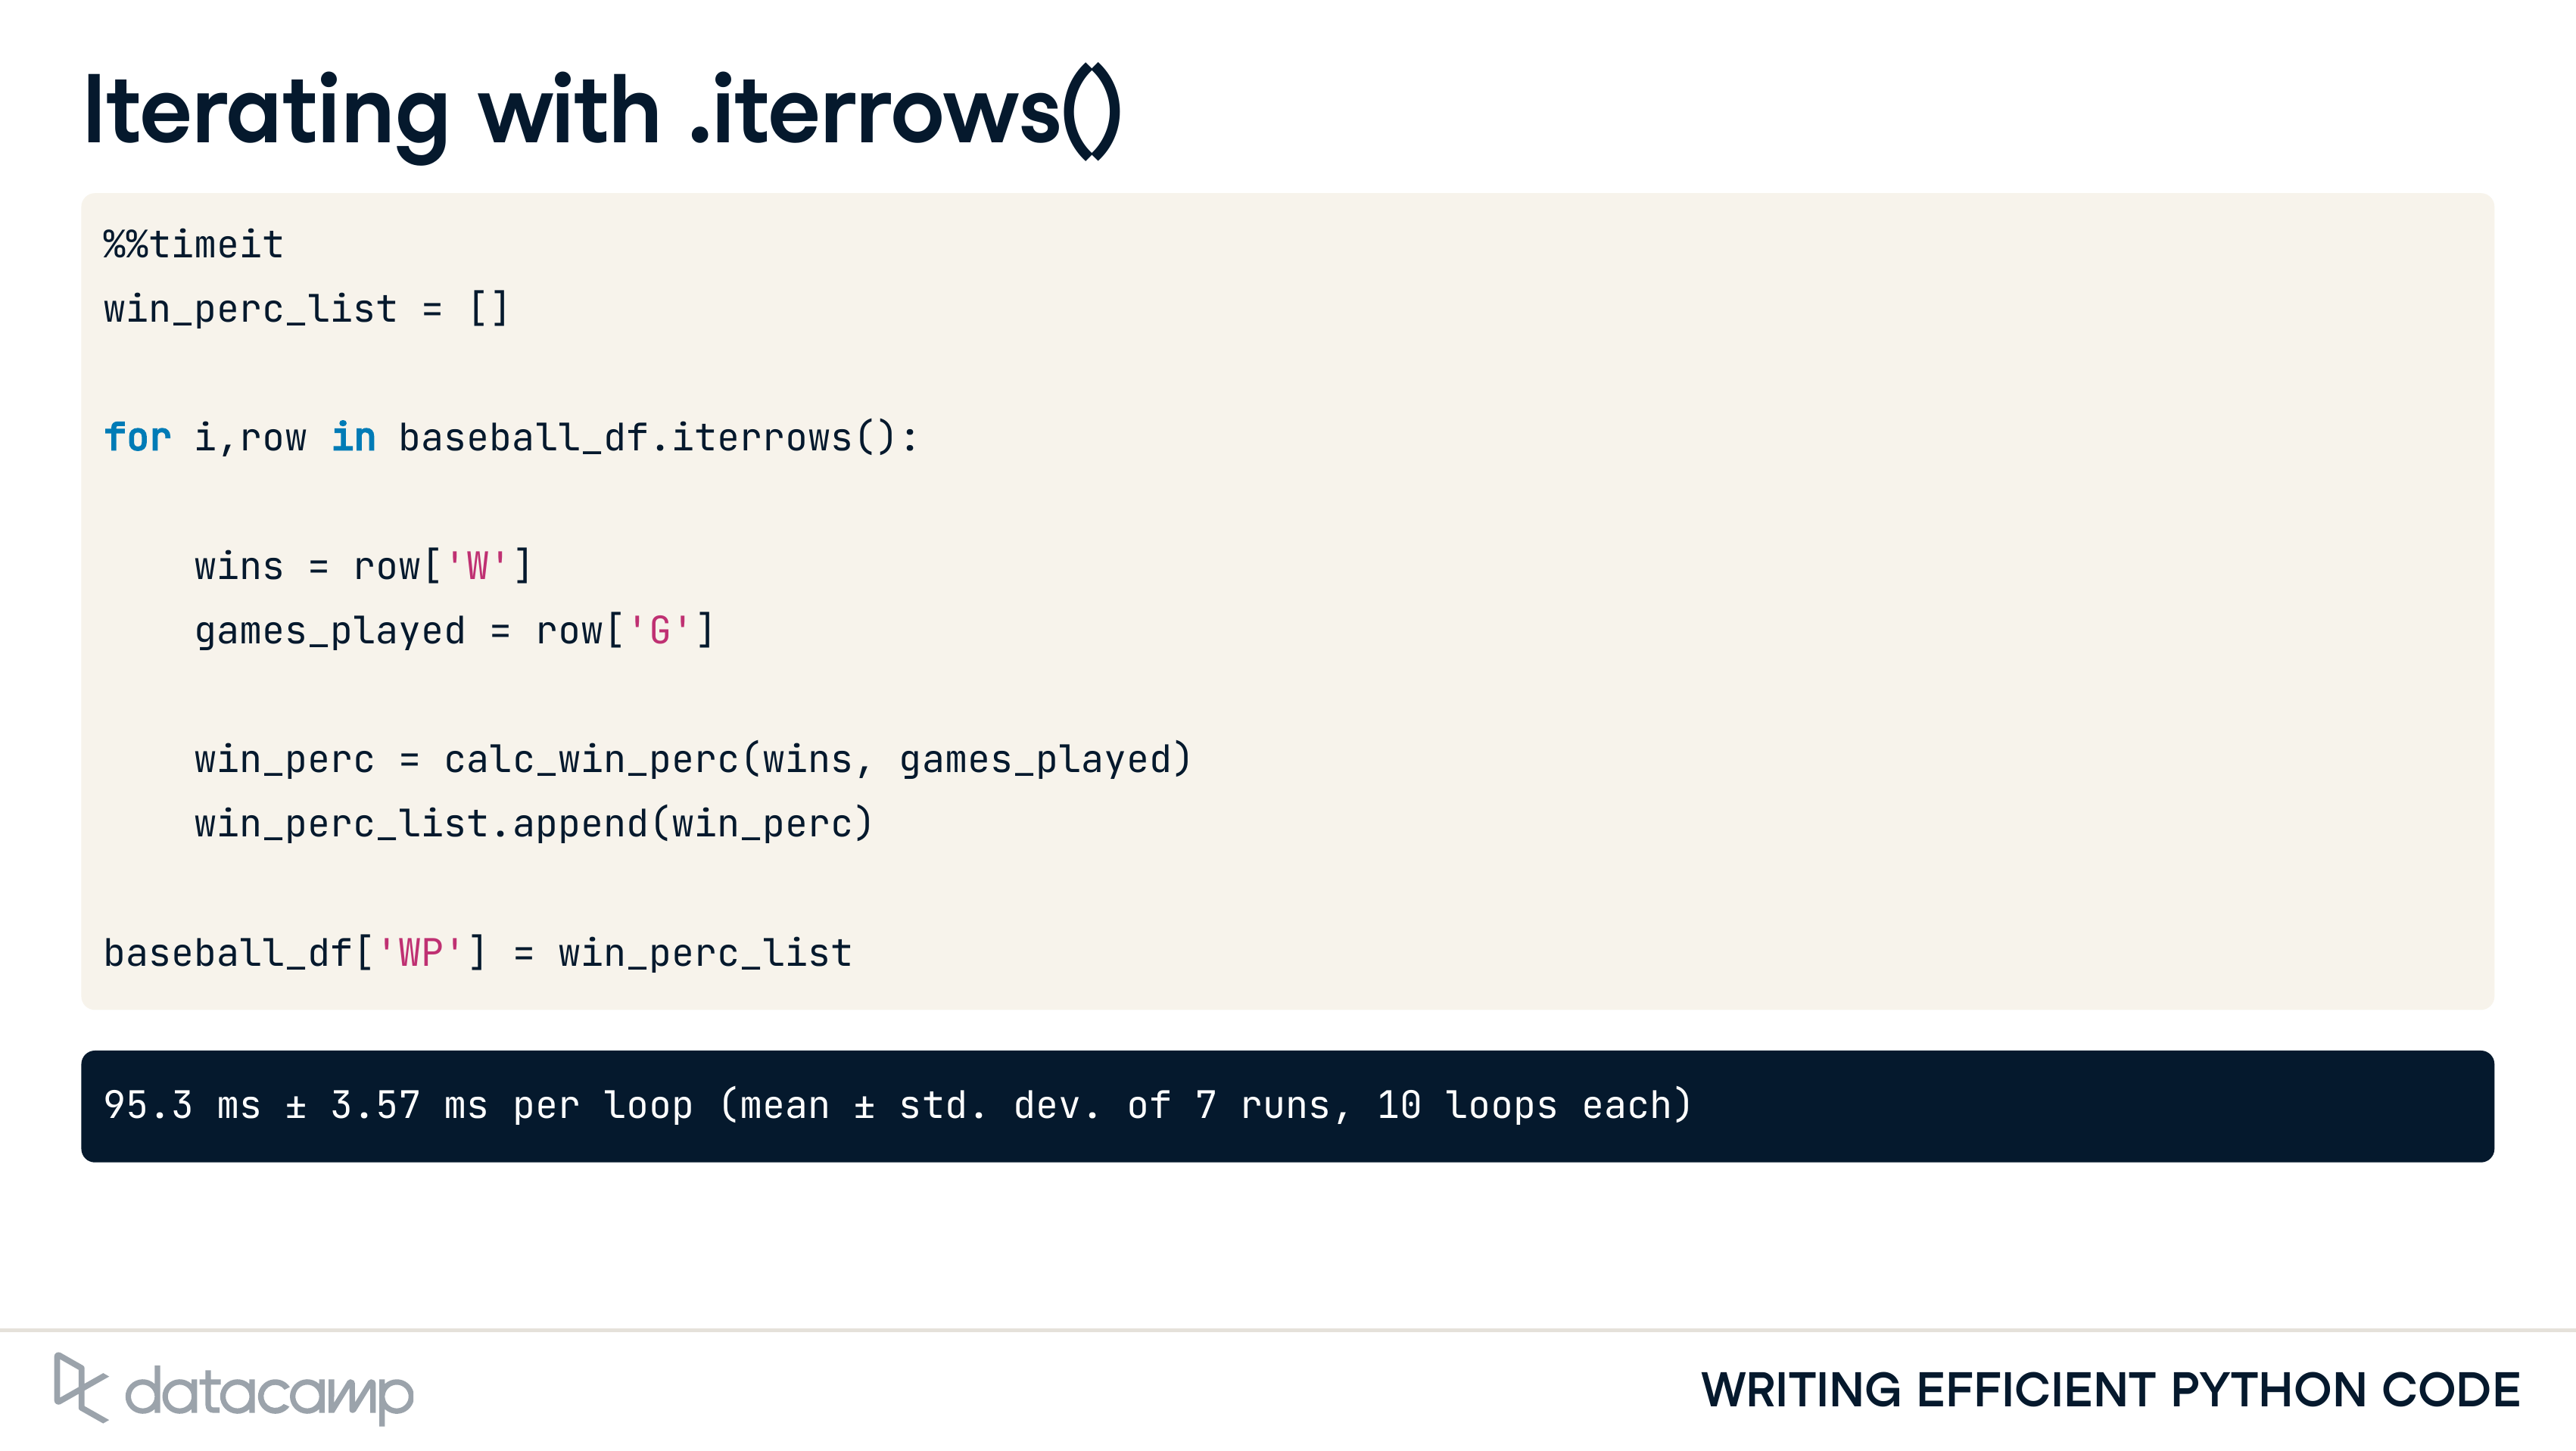 Iterating with .iterrows()
%%timeit
win_perc_list = []
for i,row in baseball_df.iterrows():
    wins = row['W']
    games_played = row['G']
    win_perc = calc_win_perc(wins, games_played)
    win_perc_list.append(win_perc)
baseball_df['WP'] = win_perc_list
95.3 ms ± 3.57 ms per loop (mean ± std. dev. of 7 runs, 10 loops each)
datacamp
WRITING EFFICIENT PYTHON CODE